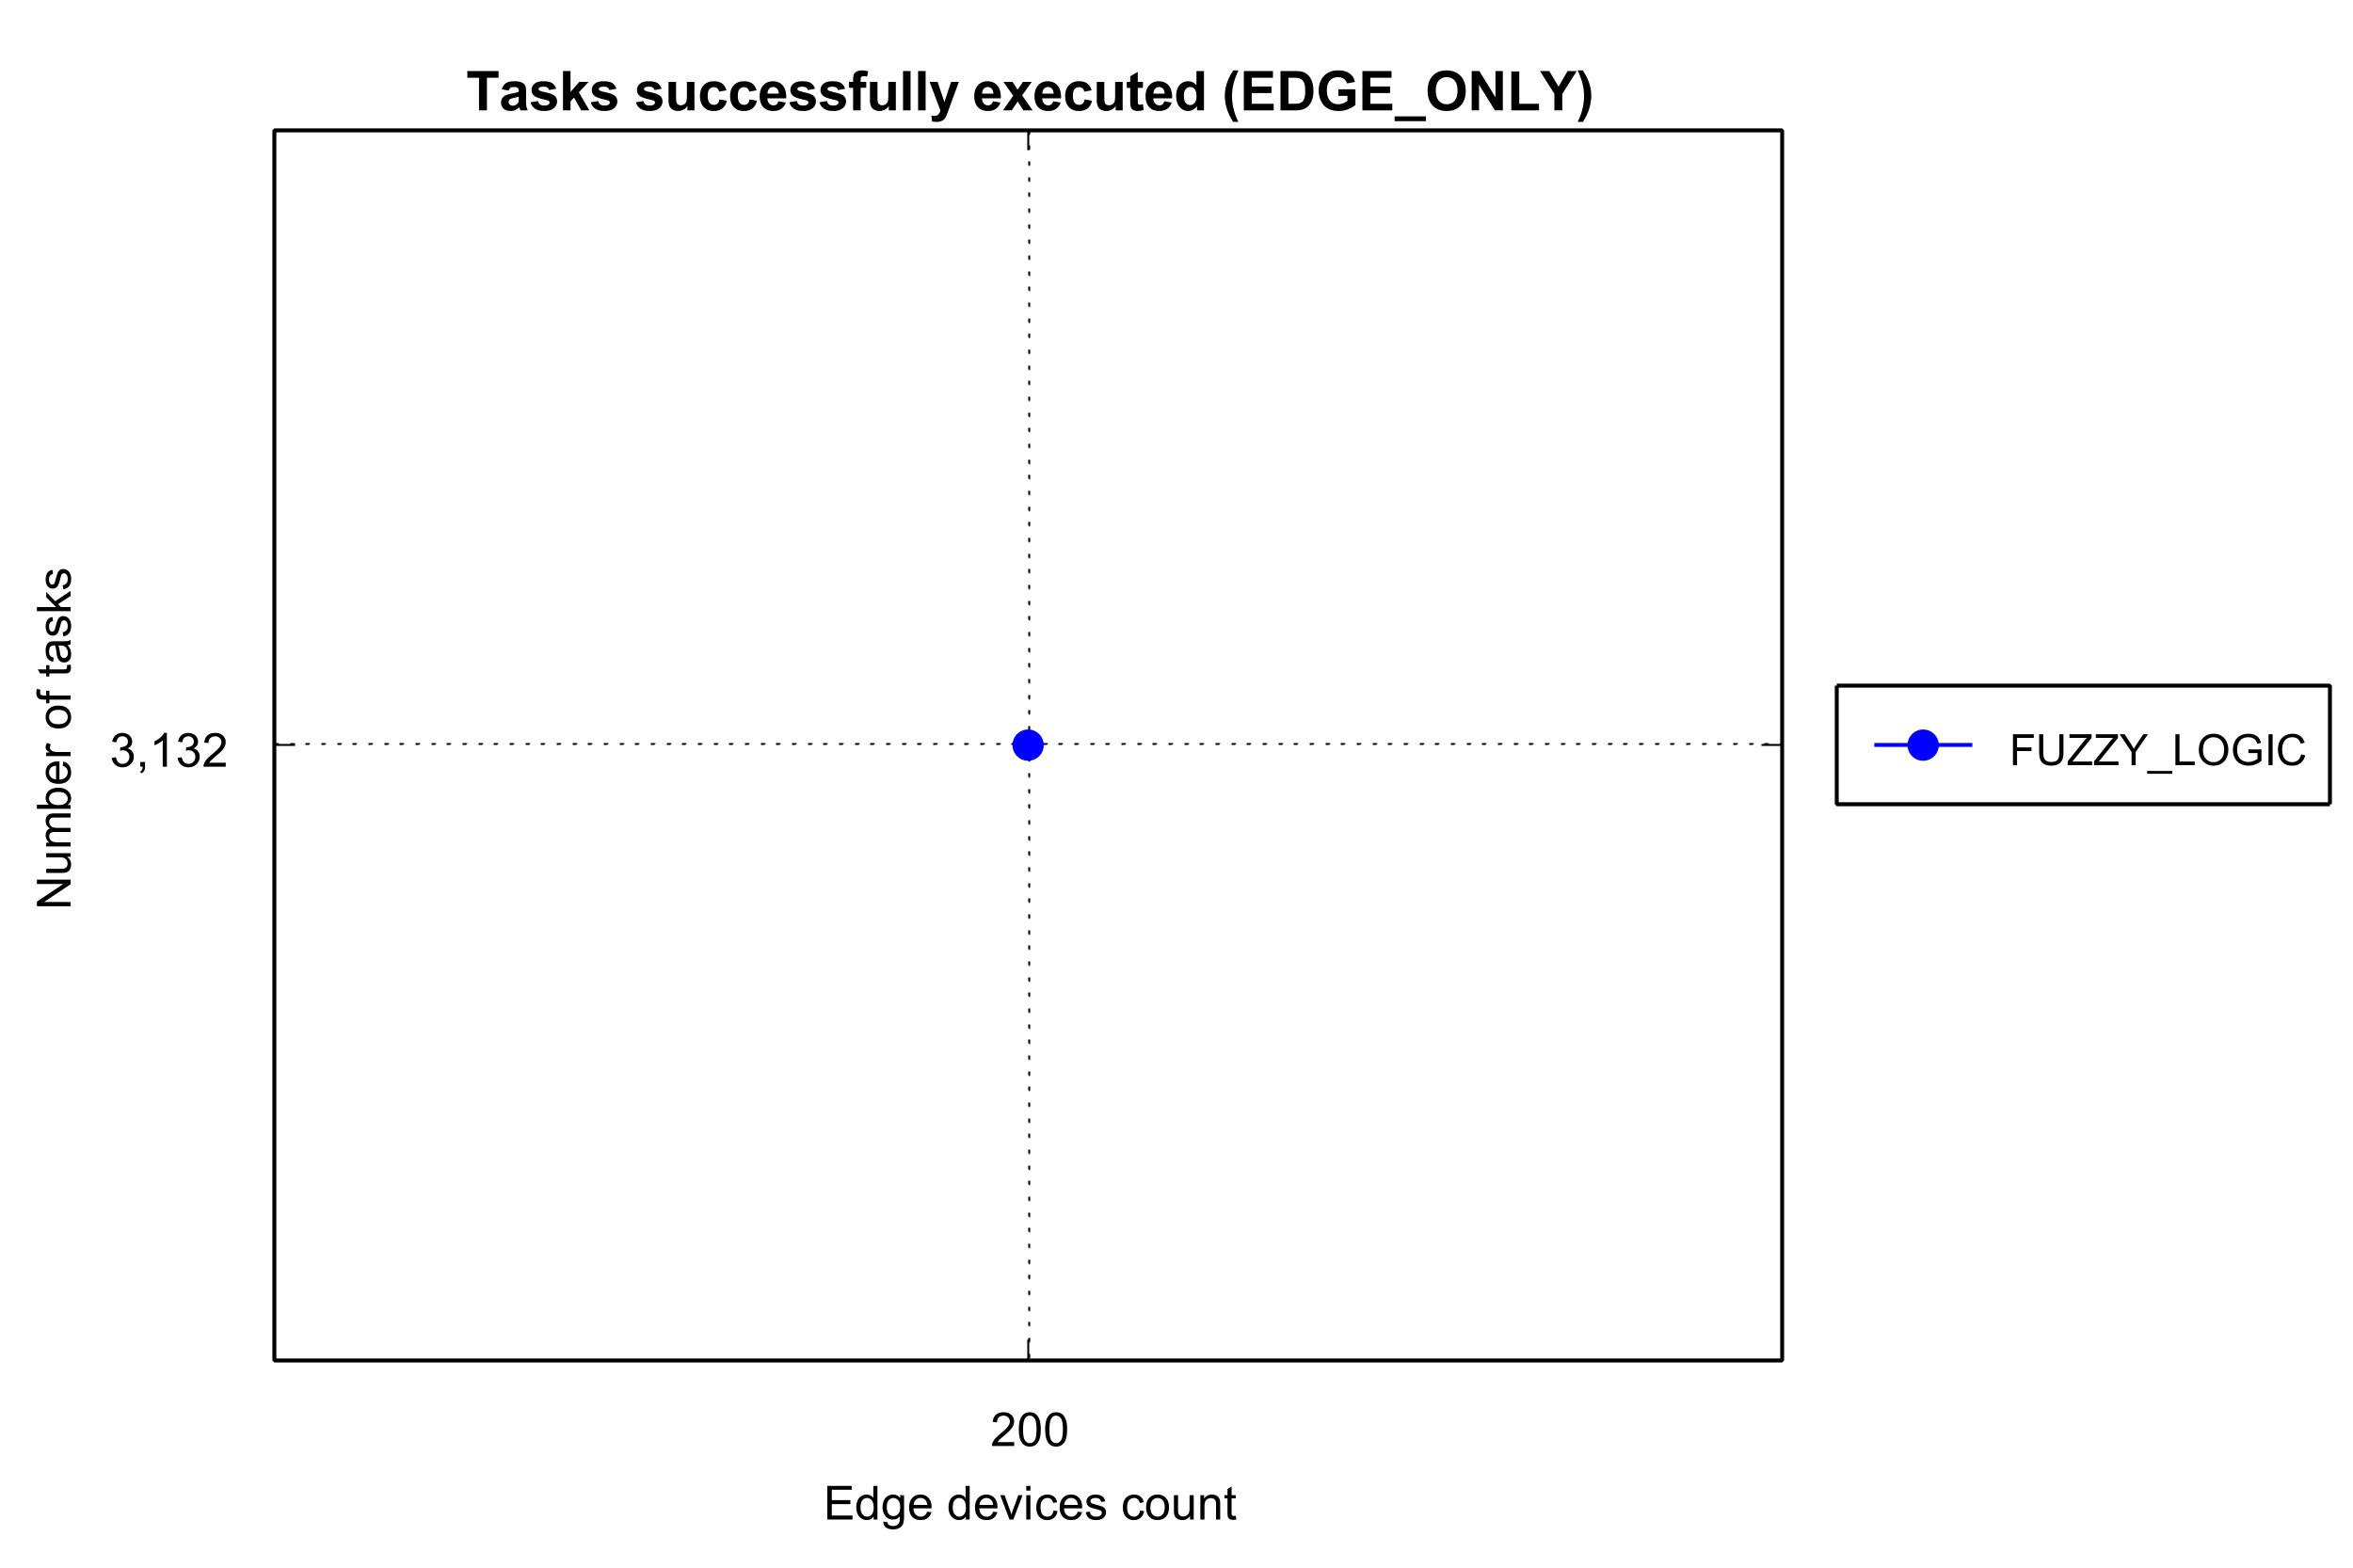 Tasks successfully executed (EDGE_ONLY)
Number of tasks
3,132
FUZZY_LOGIC
200
Edge devices count